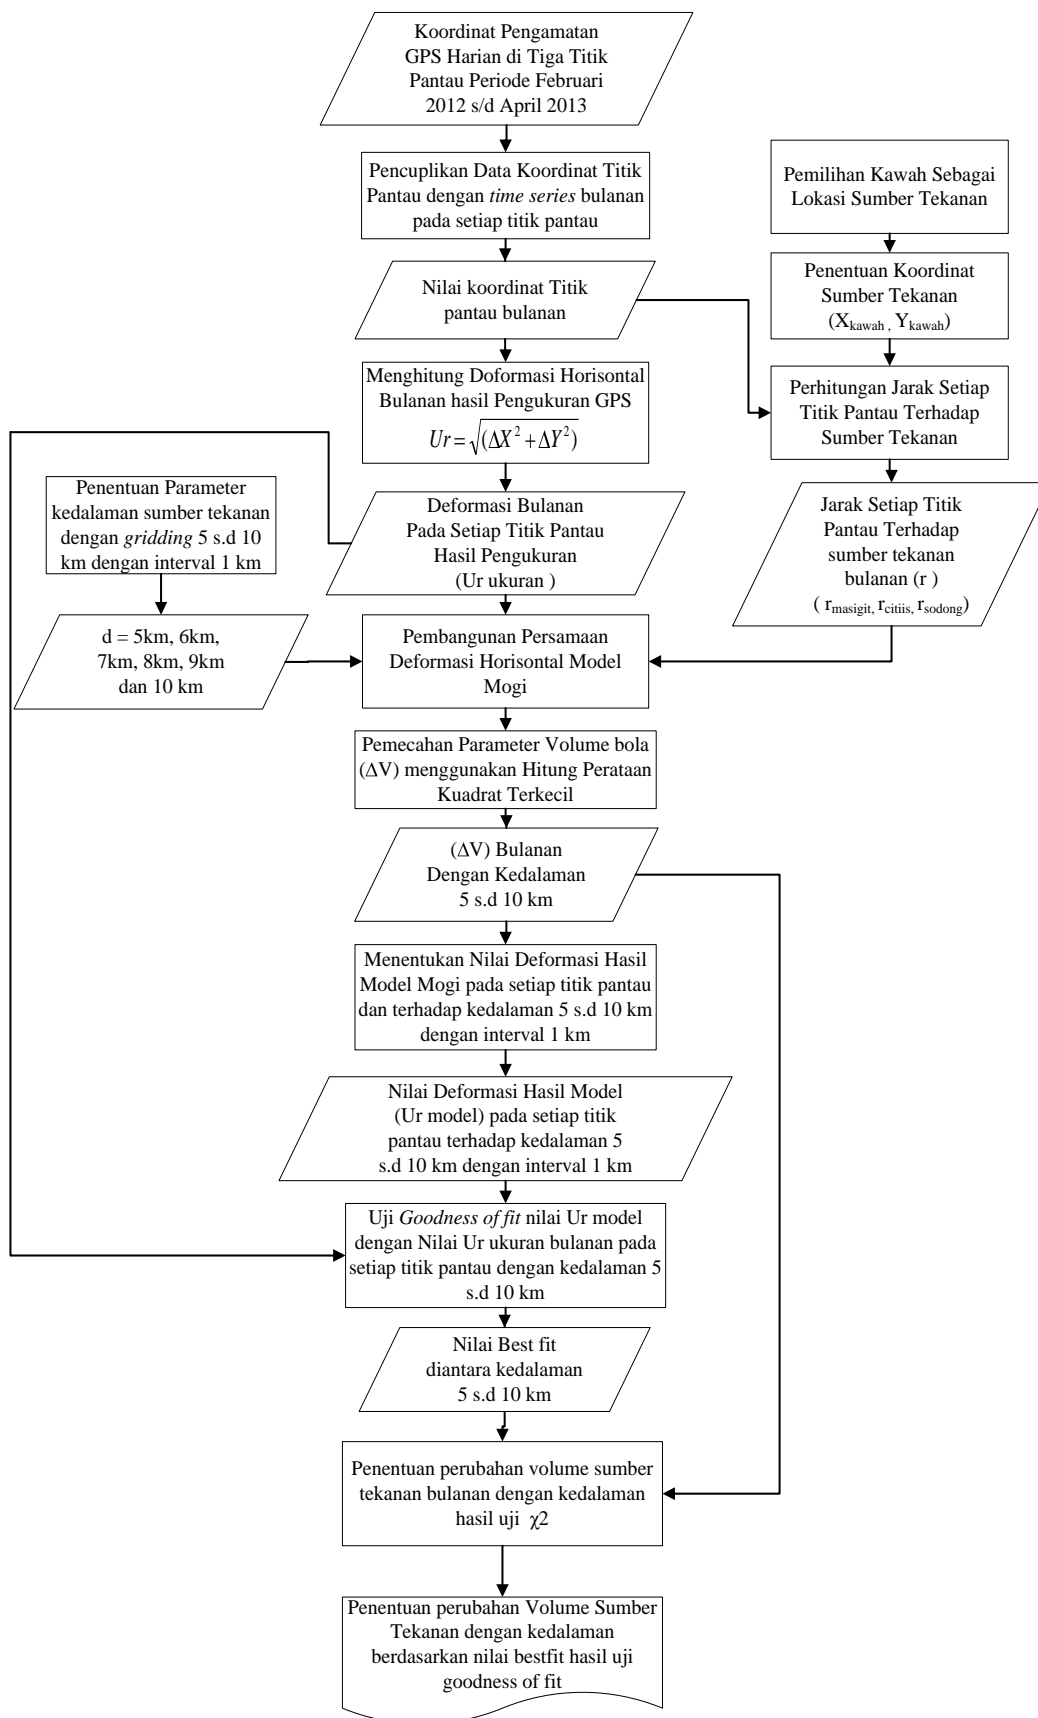 Koordinat Pengamatan
GPS Harian di Tiga Titik
Pantau Periode Februari
2012 s/d April 2013
Pencuplikan Data Koordinat Titik
Pantau dengan time series bulanan
pada setiap titik pantau
Pemilihan Kawah Sebagai
Lokasi Sumber Tekanan
Nilai koordinat Titik
pantau bulanan
Penentuan Koordinat
Sumber Tekanan
(Xkawah , Ykawah)
Menghitung Doformasi Horisontal
Bulanan hasil Pengukuran GPS
Ur = √(ΔX² + ΔY²)
Perhitungan Jarak Setiap
Titik Pantau Terhadap
Sumber Tekanan
Penentuan Parameter
kedalaman sumber tekanan
dengan gridding 5 s.d 10
km dengan interval 1 km
Deformasi Bulanan
Pada Setiap Titik Pantau
Hasil Pengukuran
(Ur ukuran )
Jarak Setiap Titik
Pantau Terhadap
sumber tekanan
bulanan (r )
( rmasigit, rcitiis, rsodong)
d = 5km, 6km,
7km, 8km, 9km
dan 10 km
Pembangunan Persamaan
Deformasi Horisontal Model
Mogi
Pemecahan Parameter Volume bola
(ΔV) menggunakan Hitung Perataan
Kuadrat Terkecil
(ΔV) Bulanan
Dengan Kedalaman
5 s.d 10 km
Menentukan Nilai Deformasi Hasil
Model Mogi pada setiap titik pantau
dan terhadap kedalaman 5 s.d 10 km
dengan interval 1 km
Nilai Deformasi Hasil Model
(Ur model) pada setiap titik
pantau terhadap kedalaman 5
s.d 10 km dengan interval 1 km
Uji Goodness of fit nilai Ur model
dengan Nilai Ur ukuran bulanan pada
setiap titik pantau dengan kedalaman 5
s.d 10 km
Nilai Best fit
diantara kedalaman
5 s.d 10 km
Penentuan perubahan volume sumber
tekanan bulanan dengan kedalaman
hasil uji χ2
Penentuan perubahan Volume Sumber
Tekanan dengan kedalaman
berdasarkan nilai bestfit hasil uji
goodness of fit